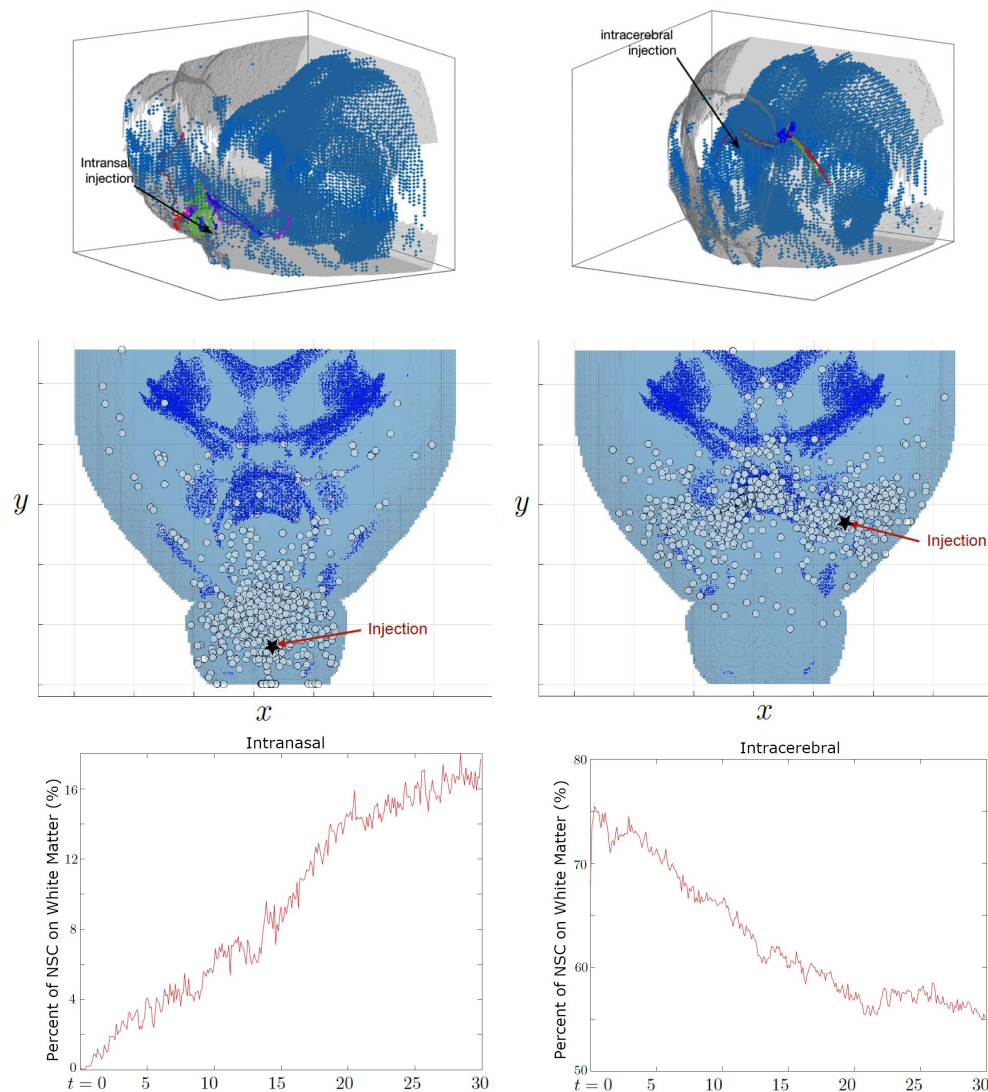 Intransal
injection
intracerebral
injection
y
Injection
x
y
Injection
x
Intranasal
Percent of NSC on White Matter (%)
16
12
8
4
0
t = 0 5 10 15 20 25 30
Intracerebral
Percent of NSC on White Matter (%)
80
70
60
50
t = 0 5 10 15 20 25 30